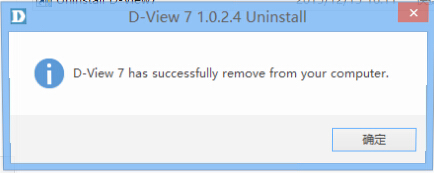 D-View 7 1.0.2.4 Uninstall
D-View 7 has successfully remove from your computer.
确定